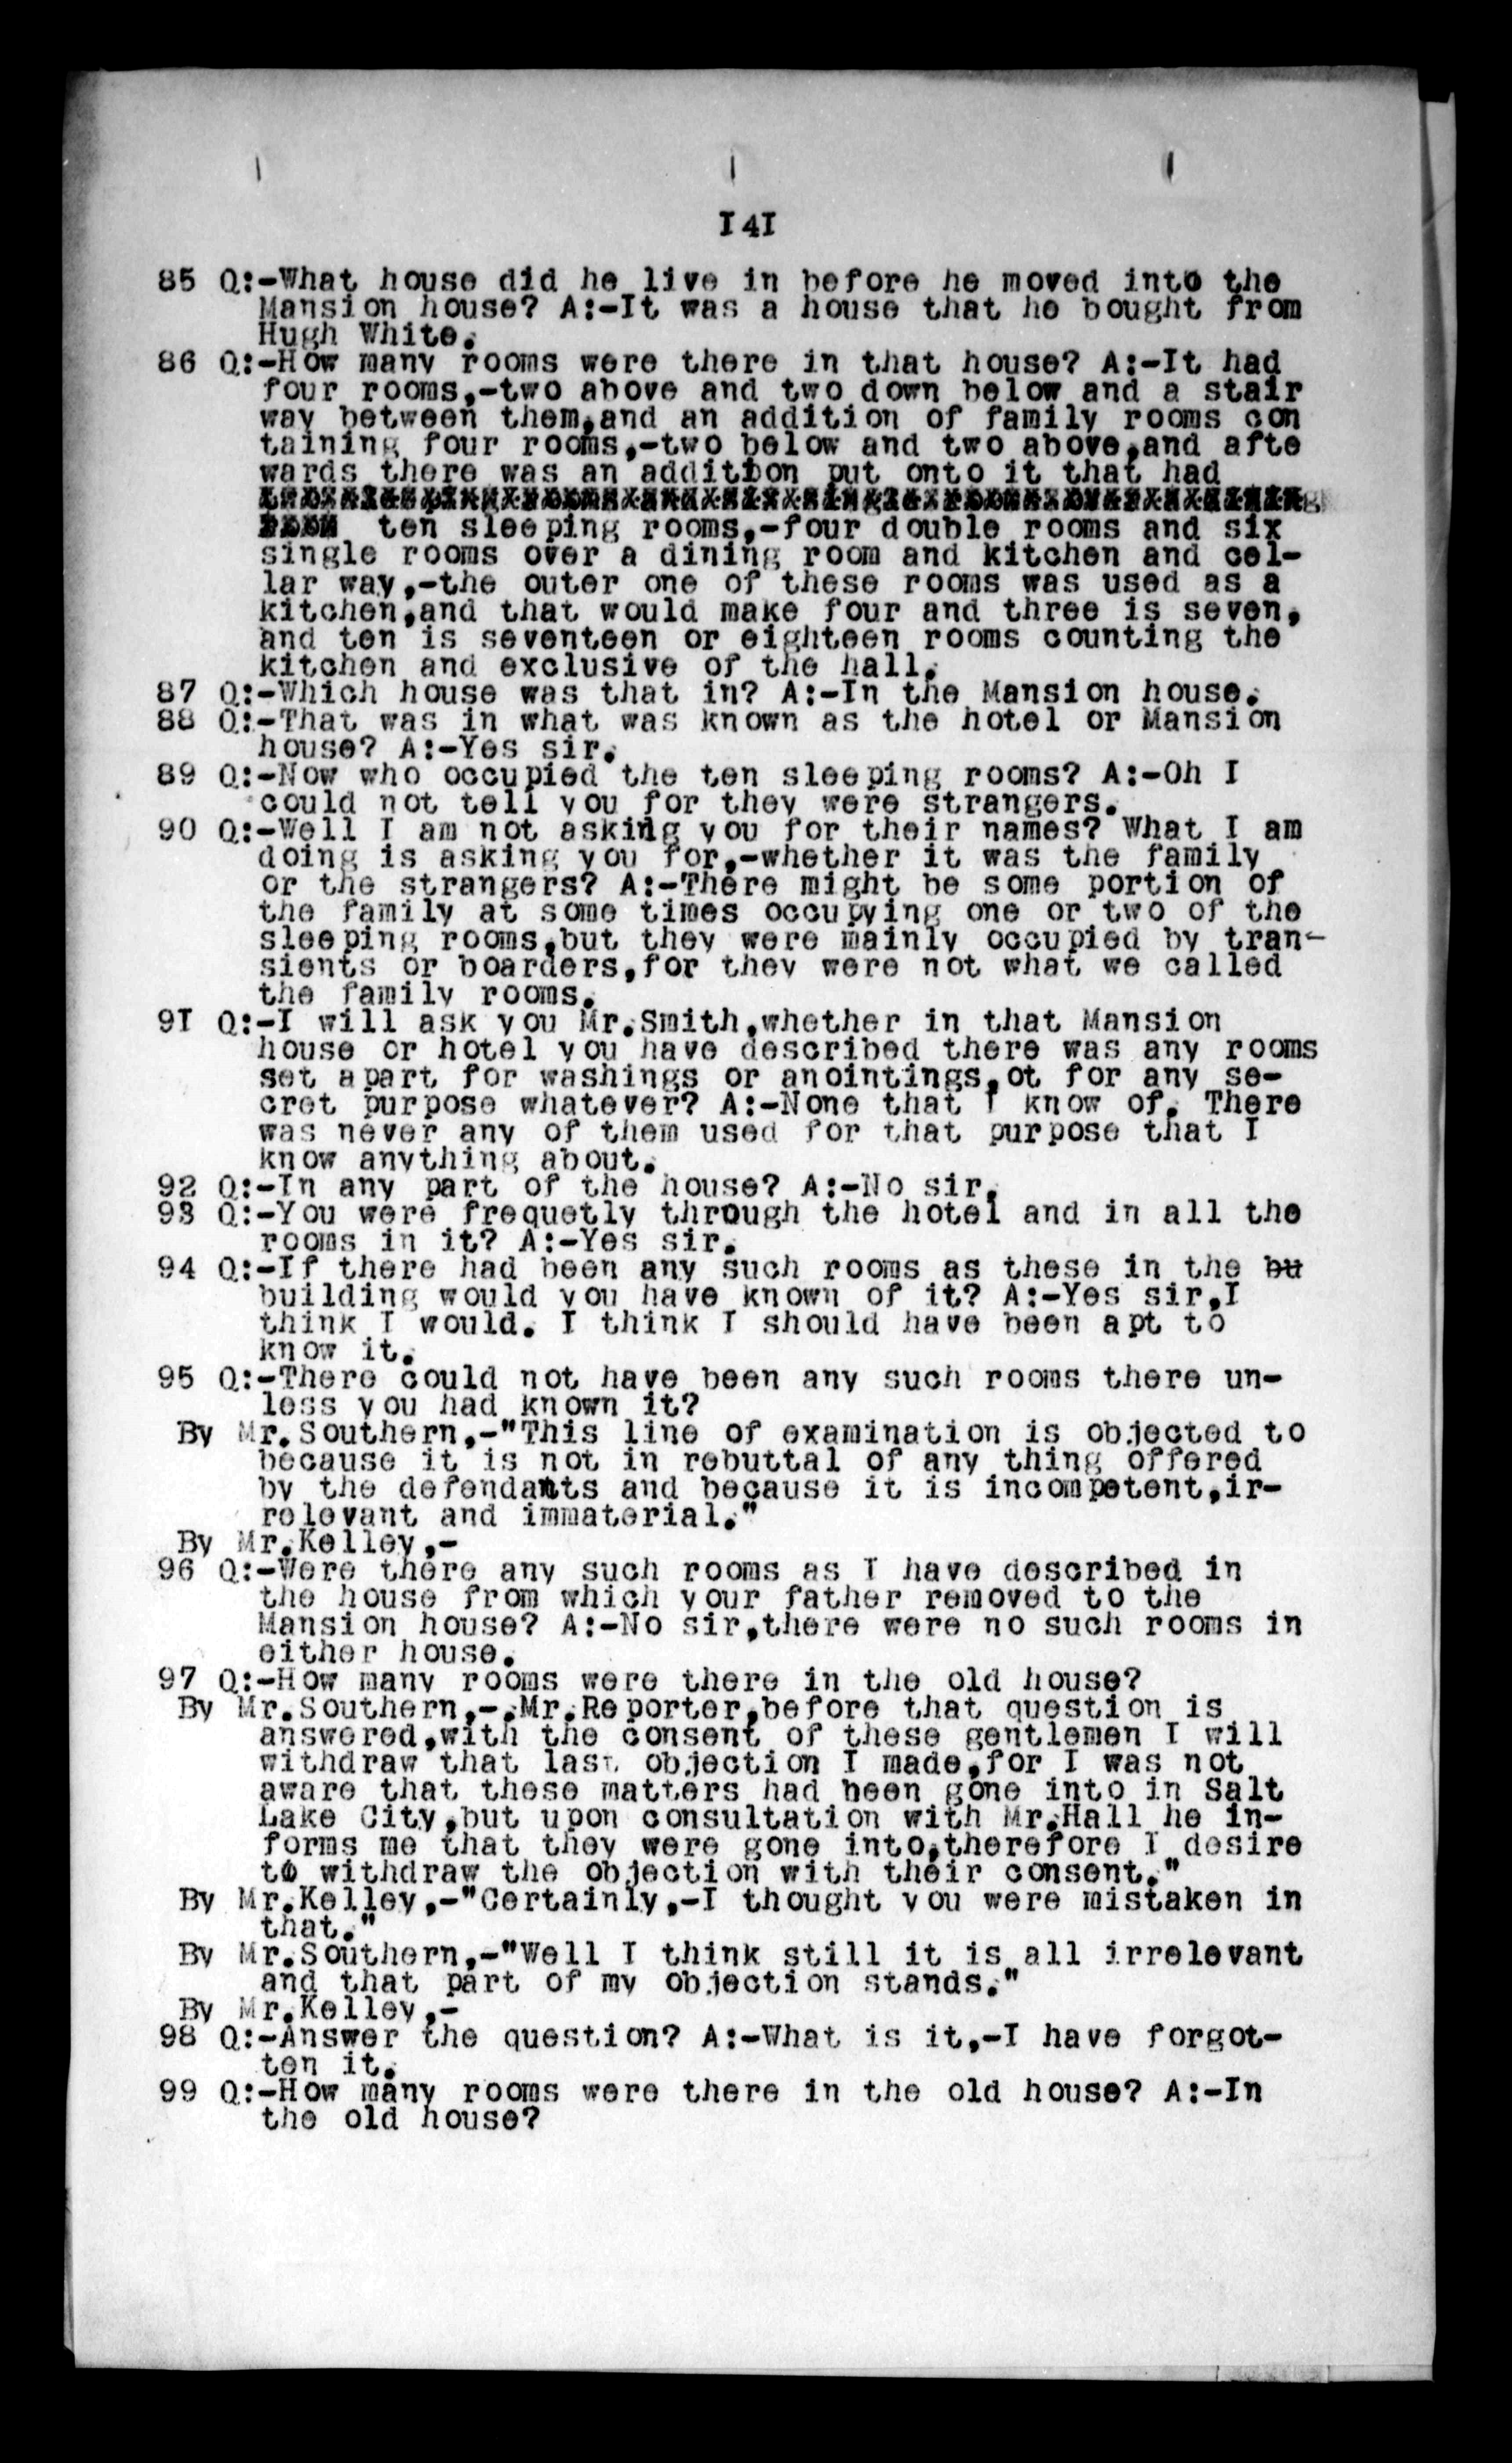 I4I
85 Q:-What house did he live in before he moved into the
Mansion house? A:-It was a house that he bought from
Hugh White.
86 Q:-How many rooms were there in that house? A:-It had
four rooms,-two above and two down below and a stair
way between them,and an addition of family rooms con
taining four rooms,-two below and two above,and afte
wards there was an addition put onto it that had
ten sleeping rooms,-four double rooms and six
single rooms over a dining room and kitchen and cel-
lar way,-the outer one of these rooms was used as a
kitchen,and that would make four and three is seven,
and ten is seventeen or eighteen rooms counting the
kitchen and exclusive of the hall.
87 Q:-Which house was that in? A:-In the Mansion house.
88 Q:-That was in what was known as the hotel or Mansion
house? A:-Yes sir.
89 Q:-Now who occupied the ten sleeping rooms? A:-Oh I
could not tell you for they were strangers.
90 Q:-Well I am not asking you for their names? What I am
doing is asking you for,-whether it was the family
or the strangers? A:-There might be some portion of
the family at some times occupying one or two of the
sleeping rooms,but they were mainly occupied by tran-
sients or boarders,for they were not what we called
the family rooms.
9I Q:-I will ask you Mr.Smith,whether in that Mansion
house or hotel you have described there was any rooms
set apart for washings or anointings,ot for any se-
cret purpose whatever? A:-None that I know of. There
was never any of them used for that purpose that I
know anything about.
92 Q:-In any part of the house? A:-No sir.
93 Q:-You were frequetly through the hotel and in all the
rooms in it? A:-Yes sir.
94 Q:-If there had been any such rooms as these in the bu
building would you have known of it? A:-Yes sir,I
think I would. I think I should have been apt to
know it.
95 Q:-There could not have been any such rooms there un-
less you had known it?
By Mr.Southern,-"This line of examination is objected to
because it is not in rebuttal of any thing offered
by the defendants and because it is incompetent,ir-
relevant and immaterial."
By Mr.Kelley,-
96 Q:-Were there any such rooms as I have described in
the house from which your father removed to the
Mansion house? A:-No sir,there were no such rooms in
either house.
97 Q:-How many rooms were there in the old house?
By Mr.Southern,-.Mr.Reporter,before that question is
answered,with the consent of these gentlemen I will
withdraw that last objection I made,for I was not
aware that these matters had been gone into in Salt
Lake City,but upon consultation with Mr.Hall he in-
forms me that they were gone into,therefore I desire
to withdraw the objection with their consent."
By Mr.Kelley,-"Certainly,-I thought you were mistaken in
that."
By Mr.Southern,-"Well I think still it is all irrelevant
and that part of my objection stands."
By Mr.Kelley,-
98 Q:-Answer the question? A:-What is it,-I have forgot-
ten it.
99 Q:-How many rooms were there in the old house? A:-In
the old house?